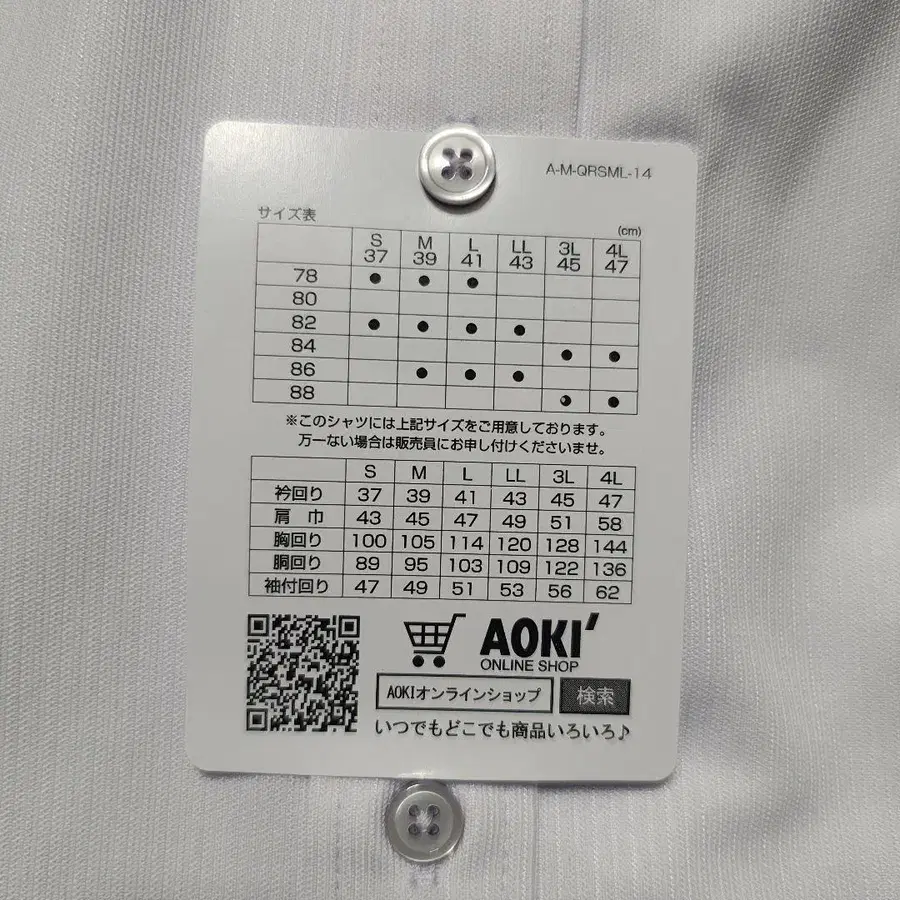 A-M-QRSML-14
サイズ表
(cm)
S M L LL 3L 4L
37 39 41 43 45 47
78 ● ● ●
80
82 ● ● ● ●
84 ● ●
86 ● ● ●
88 ● ●
※このシャツには上記サイズをご用意しております。
万一ない場合は販売員にお申し付けくださいませ。
S M L LL 3L 4L
衿回り 37 39 41 43 45 47
肩 巾 43 45 47 49 51 58
胸回り 100 105 114 120 128 144
胴回り 89 95 103 109 122 136
袖付回り 47 49 51 53 56 62
AOKI'
ONLINE SHOP
AOKIオンラインショップ 検索
いつでもどこでも商品いろいろ♪